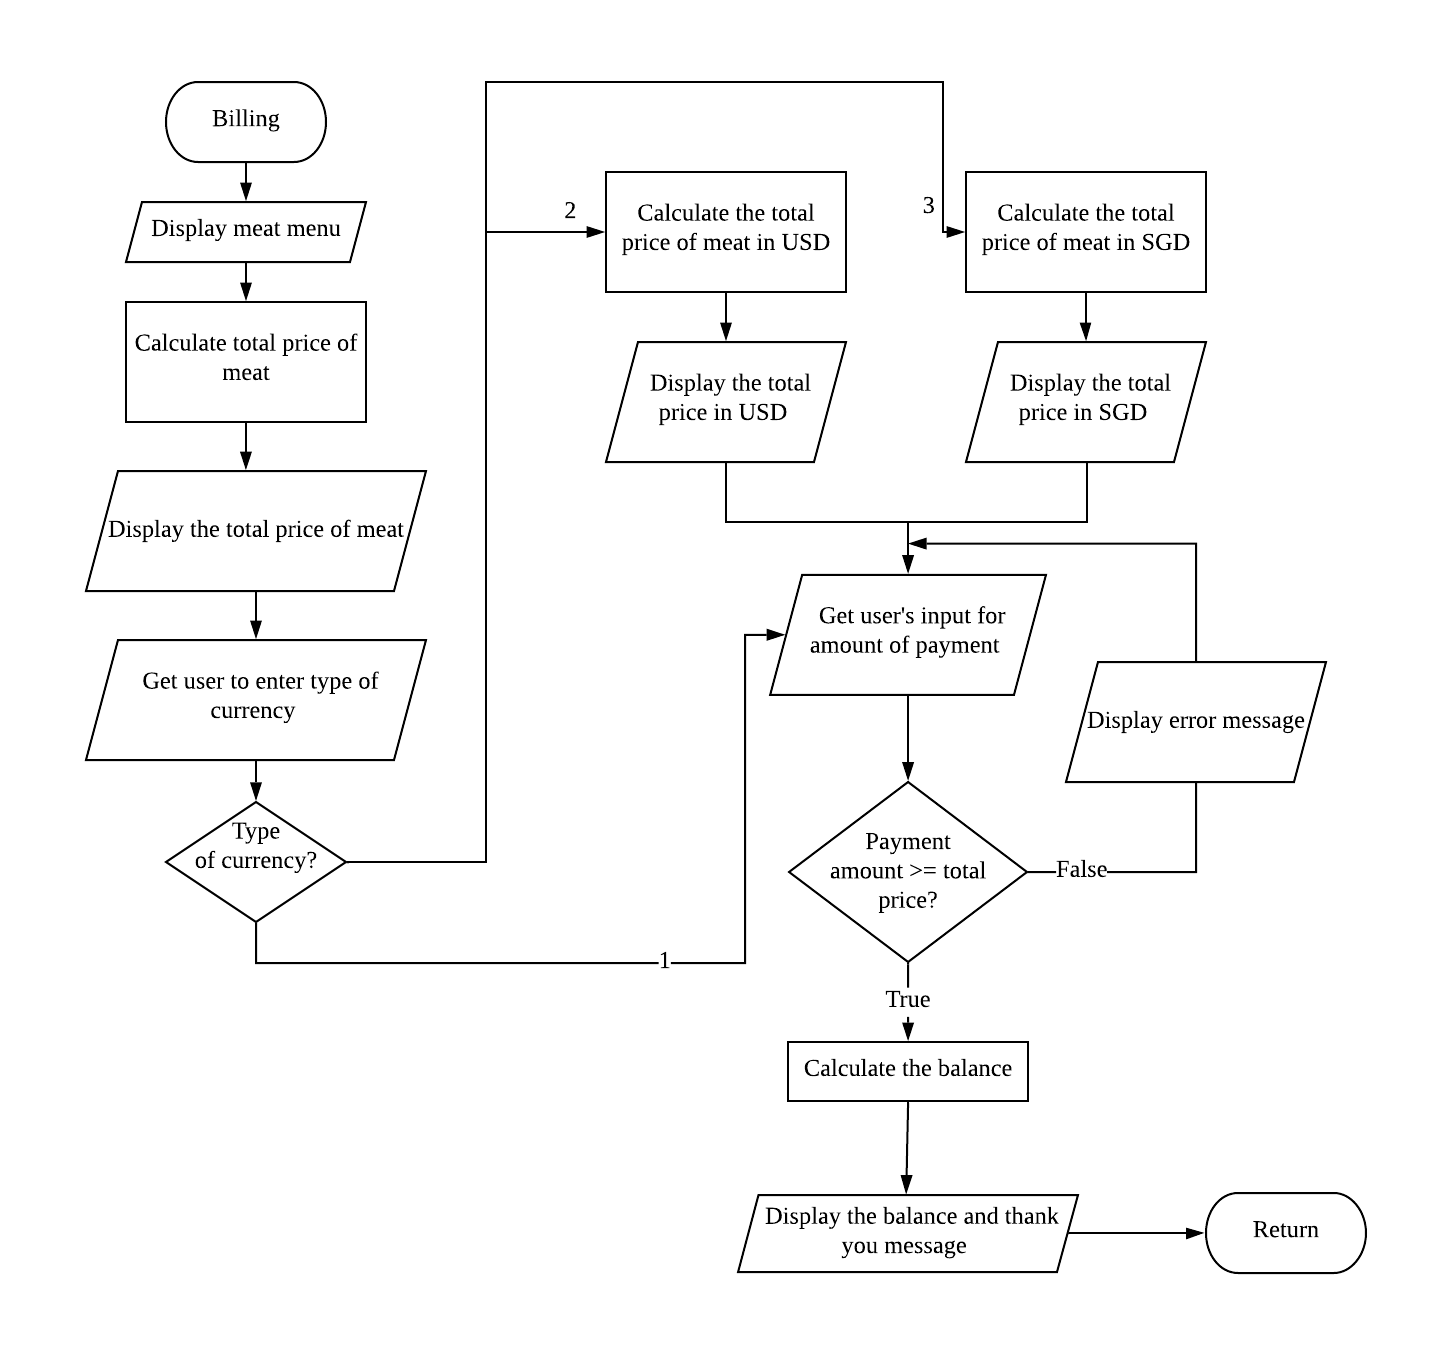 Billing
Display meat menu
Calculate total price of
meat
Display the total price of meat
Get user to enter type of
currency
Type
of currency?
1
2
Calculate the total
price of meat in USD
Display the total
price in USD
3
Calculate the total
price of meat in SGD
Display the total
price in SGD
Get user's input for
amount of payment
Payment
amount >= total
price?
False
Display error message
True
Calculate the balance
Display the balance and thank
you message
Return